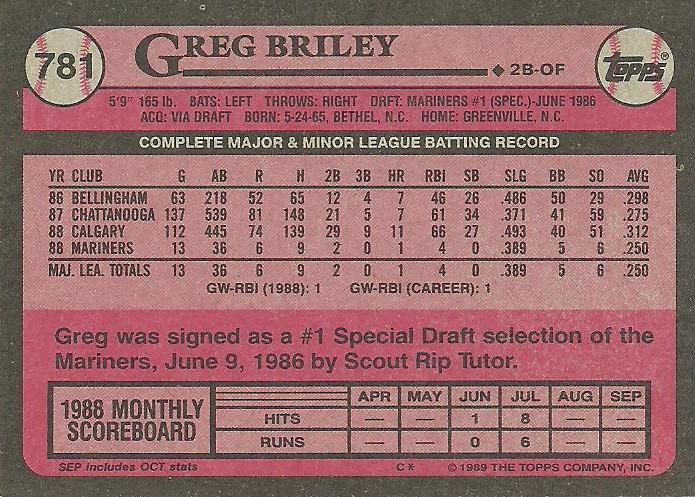 781
GREG BRILEY
2B-OF
TOPPS®
5'9" 165 lb. BATS: LEFT THROWS: RIGHT DRFT: MARINERS #1 (SPEC.)-JUNE 1986
ACQ: VIA DRAFT BORN: 5-24-65, BETHEL, N.C. HOME: GREENVILLE, N.C.
COMPLETE MAJOR & MINOR LEAGUE BATTING RECORD
YR CLUB G AB R H 2B 3B HR RBI SB SLG BB SO AVG
86 BELLINGHAM 63 218 52 65 12 4 7 46 26 .486 50 29 .298
87 CHATTANOOGA 137 539 81 148 21 5 7 61 34 .371 41 59 .275
88 CALGARY 112 445 74 139 29 9 11 66 27 .493 40 51 .312
88 MARINERS 13 36 6 9 2 0 1 4 0 .389 5 6 .250
MAJ. LEA. TOTALS 13 36 6 9 2 0 1 4 0 .389 5 6 .250
GW-RBI (1988): 1 GW-RBI (CAREER): 1
Greg was signed as a #1 Special Draft selection of the
Mariners, June 9, 1986 by Scout Rip Tutor.
1988 MONTHLY
SCOREBOARD
APR MAY JUN JUL AUG SEP
HITS — — 1 8 — —
RUNS — — 0 6 — —
SEP includes OCT stats C* ©1989 THE TOPPS COMPANY, INC.